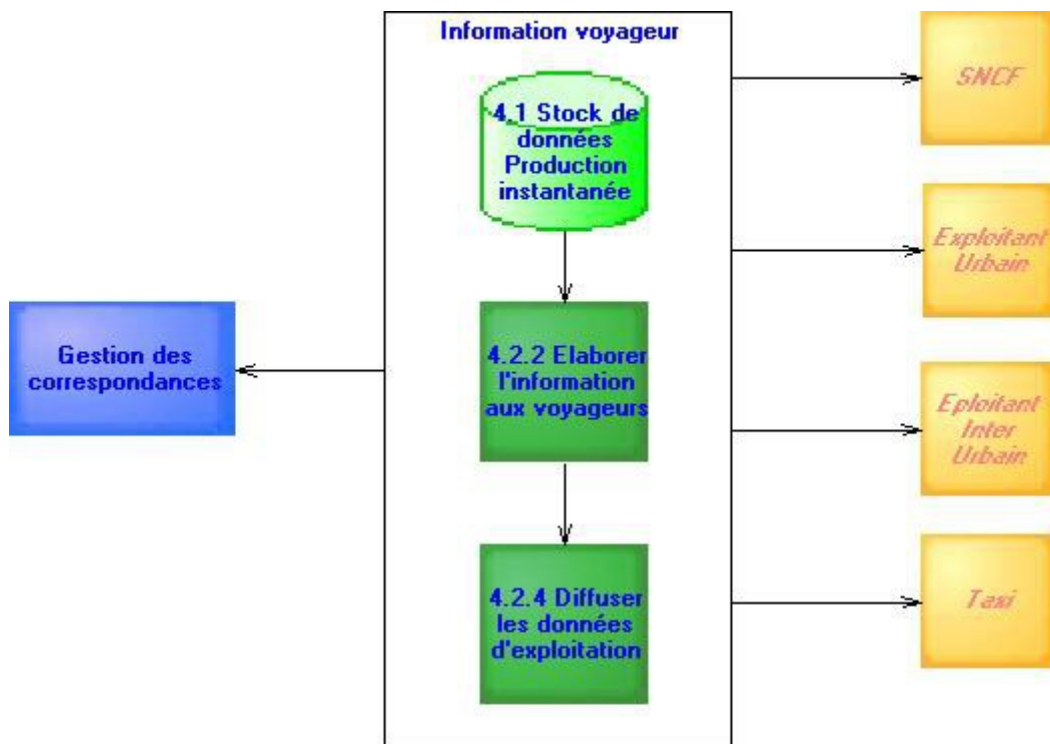 Information voyageur
4.1 Stock de
données
Production
instantanée
4.2.2 Elaborer
l'information
aux voyageurs
4.2.4 Diffuser
les données
d'exploitation
Gestion des
correspondances
SNCF
Exploitant
Urbain
Eploitant
Inter
Urbain
Taxi